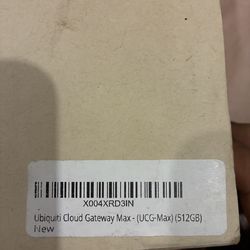 X004XRD3IN
Ubiquiti Cloud Gateway Max - (UCG-Max) (512GB)
New